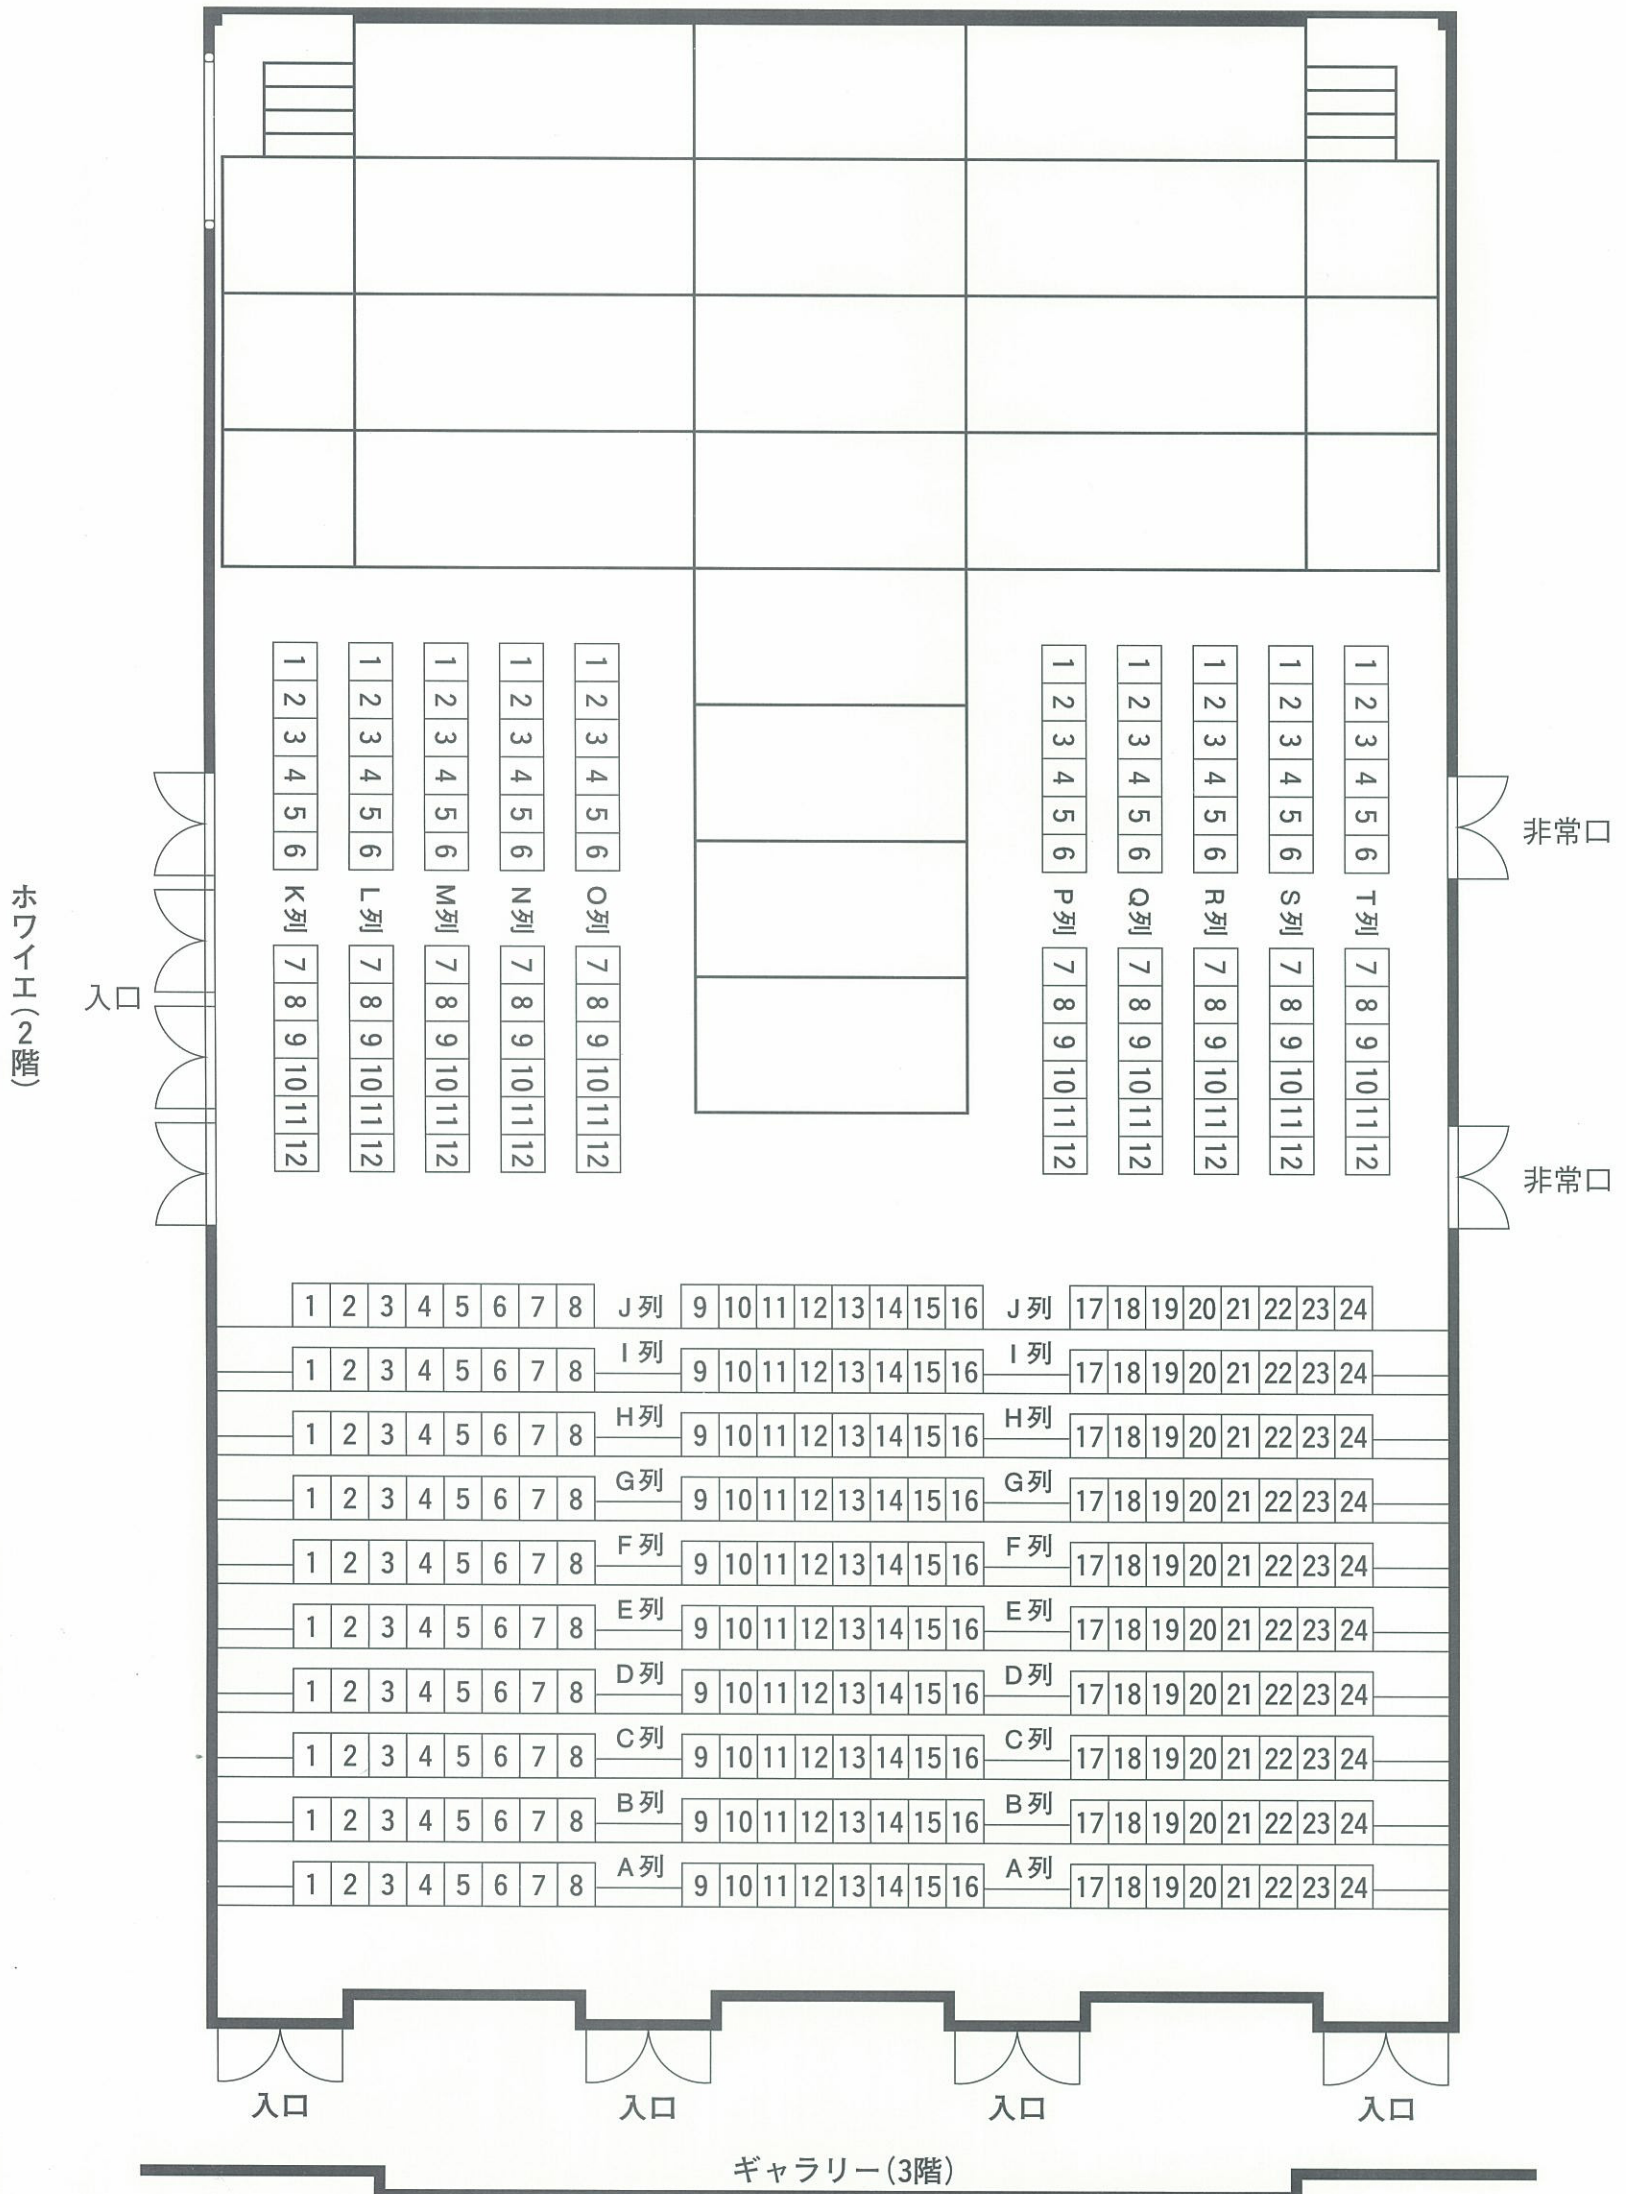 1 1 1 1 1 1 1 1 1 1
2 2 2 2 2 2 2 2 2 2
3 3 3 3 3 3 3 3 3 3
4 4 4 4 4 4 4 4 4 4
5 5 5 5 5 5 5 5 5 5
6 6 6 6 6 6 6 6 6 6
K列 L列 M列 N列 O列 P列 Q列 R列 S列 T列
7 7 7 7 7 7 7 7 7 7
8 8 8 8 8 8 8 8 8 8
9 9 9 9 9 9 9 9 9 9
10 10 10 10 10 10 10 10 10 10
11 11 11 11 11 11 11 11 11 11
12 12 12 12 12 12 12 12 12 12
非常口
ホワイエ(2階)
入口
非常口
1 2 3 4 5 6 7 8 J列 9 10 11 12 13 14 15 16 J列 17 18 19 20 21 22 23 24
1 2 3 4 5 6 7 8 I列 9 10 11 12 13 14 15 16 I列 17 18 19 20 21 22 23 24
1 2 3 4 5 6 7 8 H列 9 10 11 12 13 14 15 16 H列 17 18 19 20 21 22 23 24
1 2 3 4 5 6 7 8 G列 9 10 11 12 13 14 15 16 G列 17 18 19 20 21 22 23 24
1 2 3 4 5 6 7 8 F列 9 10 11 12 13 14 15 16 F列 17 18 19 20 21 22 23 24
1 2 3 4 5 6 7 8 E列 9 10 11 12 13 14 15 16 E列 17 18 19 20 21 22 23 24
1 2 3 4 5 6 7 8 D列 9 10 11 12 13 14 15 16 D列 17 18 19 20 21 22 23 24
1 2 3 4 5 6 7 8 C列 9 10 11 12 13 14 15 16 C列 17 18 19 20 21 22 23 24
1 2 3 4 5 6 7 8 B列 9 10 11 12 13 14 15 16 B列 17 18 19 20 21 22 23 24
1 2 3 4 5 6 7 8 A列 9 10 11 12 13 14 15 16 A列 17 18 19 20 21 22 23 24
入口 入口 入口 入口
ギャラリー(3階)